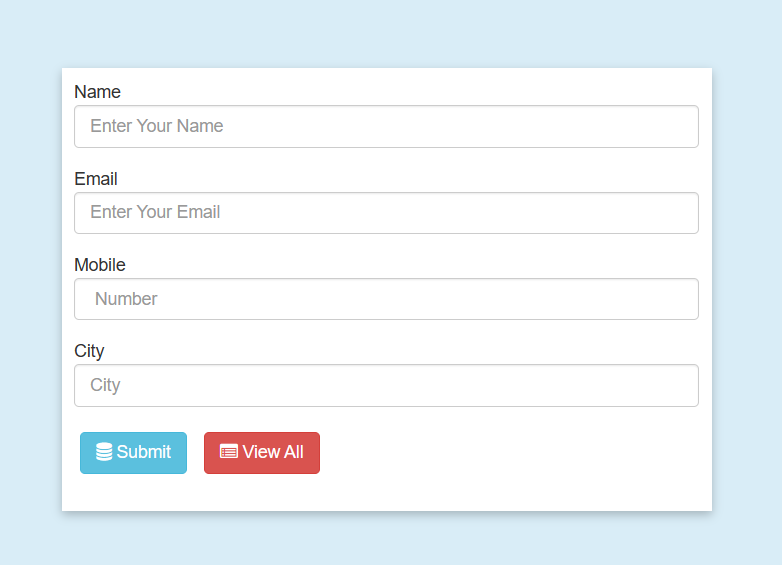 Name
Enter Your Name
Email
Enter Your Email
Mobile
Number
City
City
Submit View All